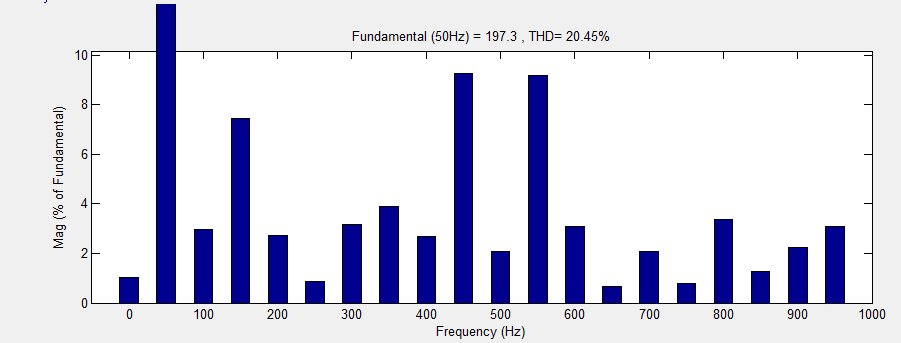 Fundamental (50Hz) = 197.3 , THD= 20.45%
10
8
6
4
2
0
Mag (% of Fundamental)
0 100 200 300 400 500 600 700 800 900 1000
Frequency (Hz)